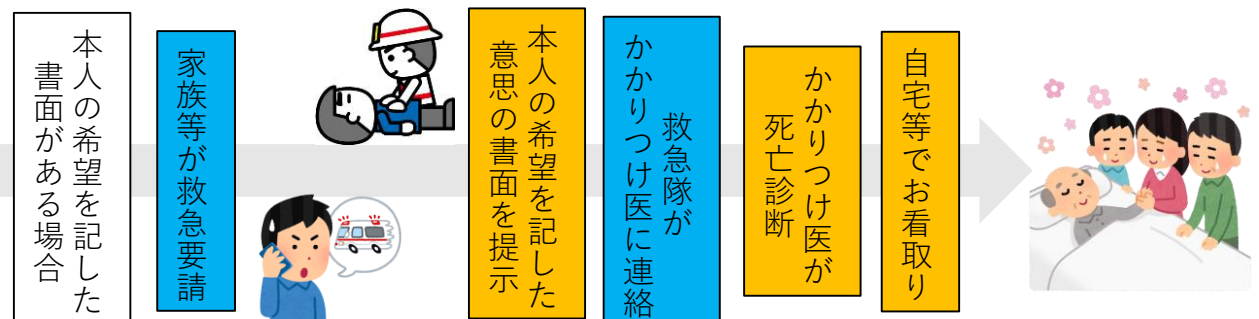 本人の希望を記した
書面がある場合
家族等が救急要請
本人の希望を記した
意思の書面を提示
救急隊が
かかりつけ医に連絡
かかりつけ医が
死亡診断
自宅等でお看取り